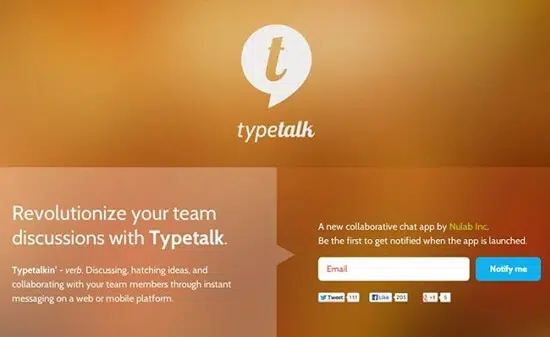 t
typetalk
Revolutionize your team
discussions with Typetalk.
Typetalkin' - verb. Discussing, hatching ideas, and
collaborating with your team members through instant
messaging on a web or mobile platform.
A new collaborative chat app by Nulab Inc.
Be the first to get notified when the app is launched.
Email Notify me
Tweet 111 Like 205 +1 5